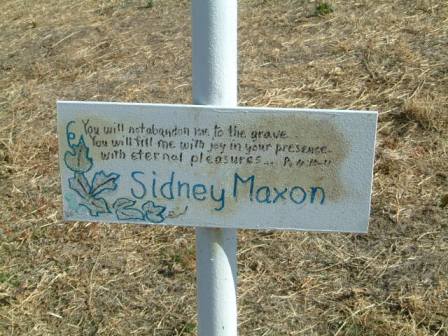 You will not abandon me to the grave.
You will fill me with joy in your presence.
with eternal pleasures...
Sidney Maxon